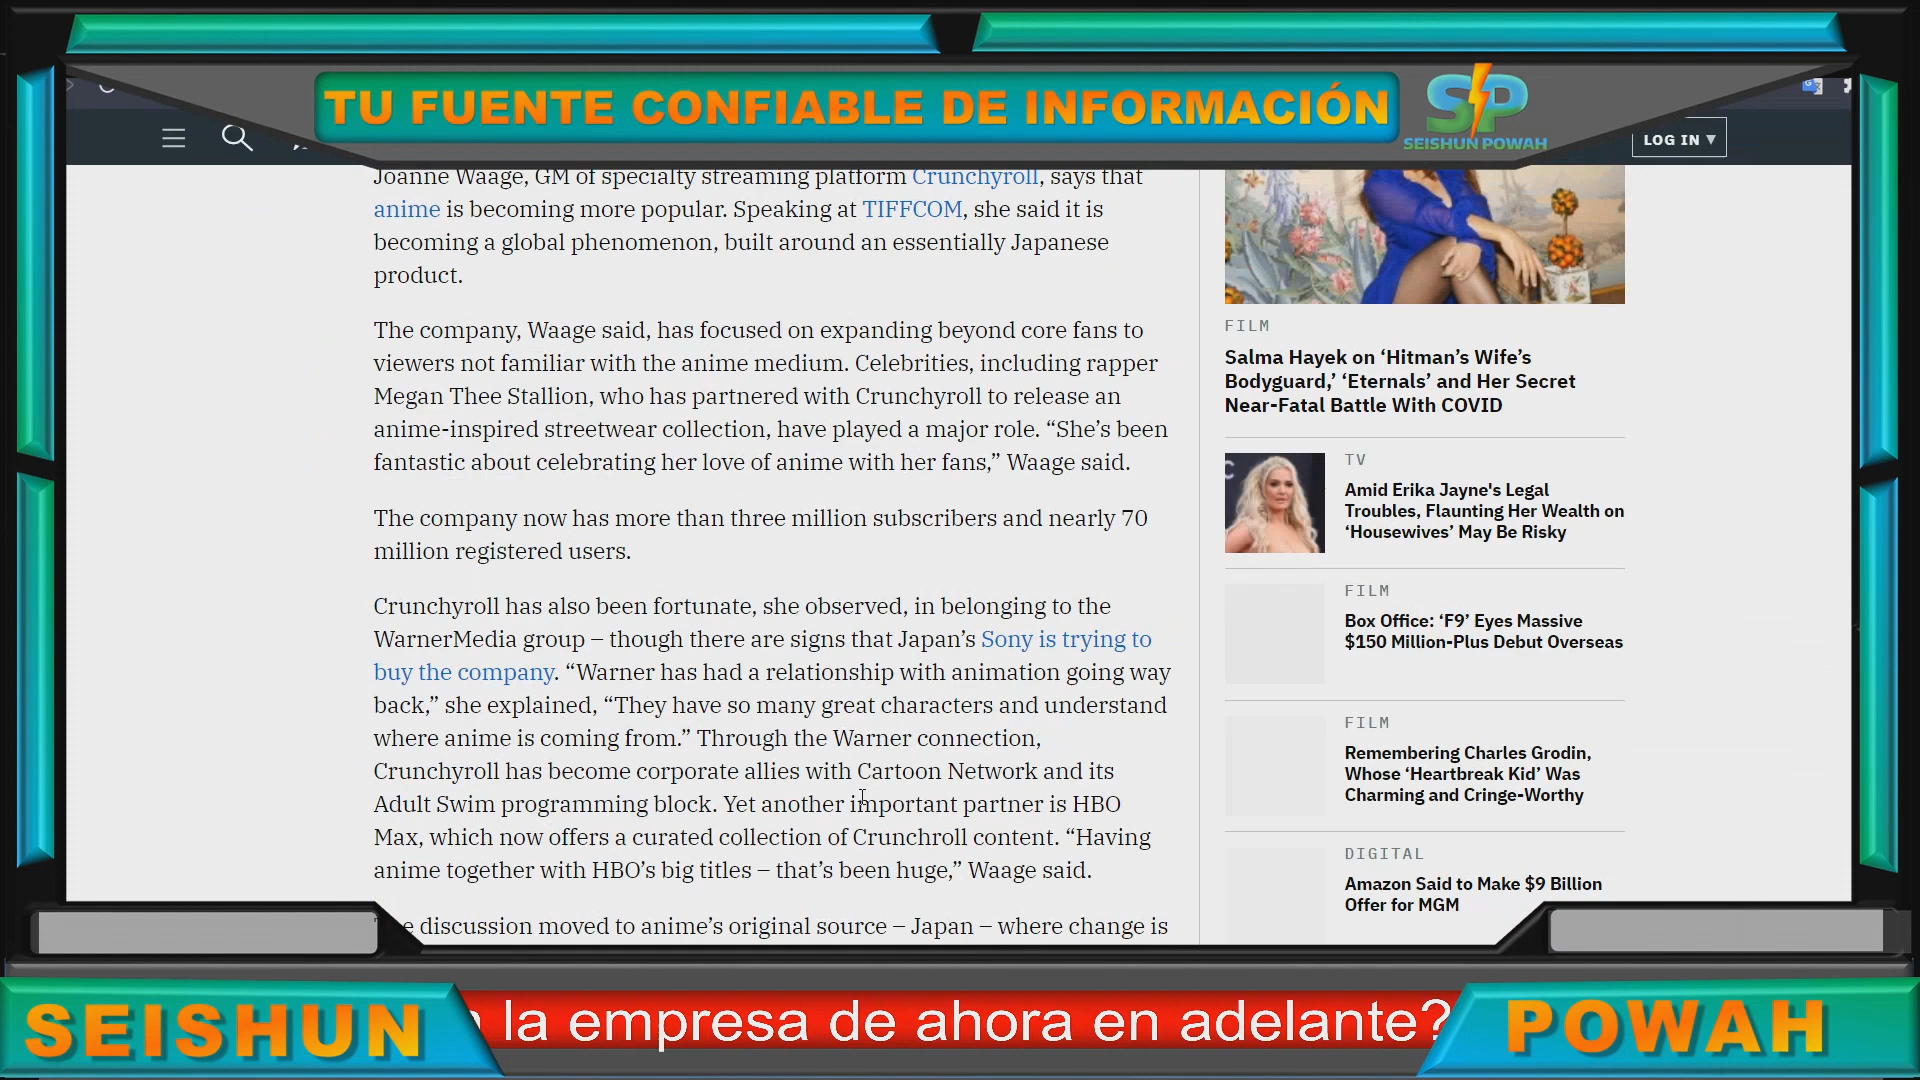 TU FUENTE CONFIABLE DE INFORMACIÓN
SP
SEISHUN POWAH
LOG IN ▼
Joanne Waage, GM of specialty streaming platform Crunchyroll, says that
anime is becoming more popular. Speaking at TIFFCOM, she said it is
becoming a global phenomenon, built around an essentially Japanese
product.
The company, Waage said, has focused on expanding beyond core fans to
viewers not familiar with the anime medium. Celebrities, including rapper
Megan Thee Stallion, who has partnered with Crunchyroll to release an
anime-inspired streetwear collection, have played a major role. “She’s been
fantastic about celebrating her love of anime with her fans,” Waage said.
The company now has more than three million subscribers and nearly 70
million registered users.
Crunchyroll has also been fortunate, she observed, in belonging to the
WarnerMedia group – though there are signs that Japan’s Sony is trying to
buy the company. “Warner has had a relationship with animation going way
back,” she explained, “They have so many great characters and understand
where anime is coming from.” Through the Warner connection,
Crunchyroll has become corporate allies with Cartoon Network and its
Adult Swim programming block. Yet another important partner is HBO
Max, which now offers a curated collection of Crunchroll content. “Having
anime together with HBO’s big titles – that’s been huge,” Waage said.
discussion moved to anime’s original source – Japan – where change is
FILM
Salma Hayek on ‘Hitman’s Wife’s
Bodyguard,’ ‘Eternals’ and Her Secret
Near-Fatal Battle With COVID
TV
Amid Erika Jayne's Legal
Troubles, Flaunting Her Wealth on
‘Housewives’ May Be Risky
FILM
Box Office: ‘F9’ Eyes Massive
$150 Million-Plus Debut Overseas
FILM
Remembering Charles Grodin,
Whose ‘Heartbreak Kid’ Was
Charming and Cringe-Worthy
DIGITAL
Amazon Said to Make $9 Billion
Offer for MGM
SEISHUN
la empresa de ahora en adelante?
POWAH